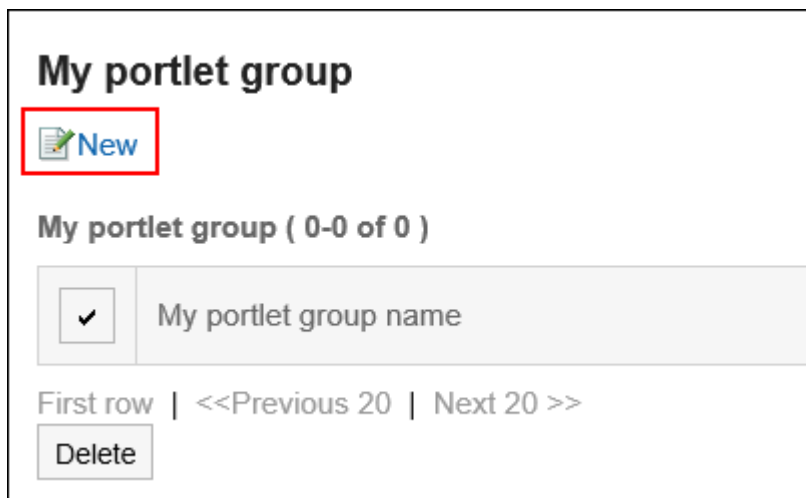 My portlet group
New
My portlet group ( 0-0 of 0 )
My portlet group name
First row | <<Previous 20 | Next 20 >>
Delete